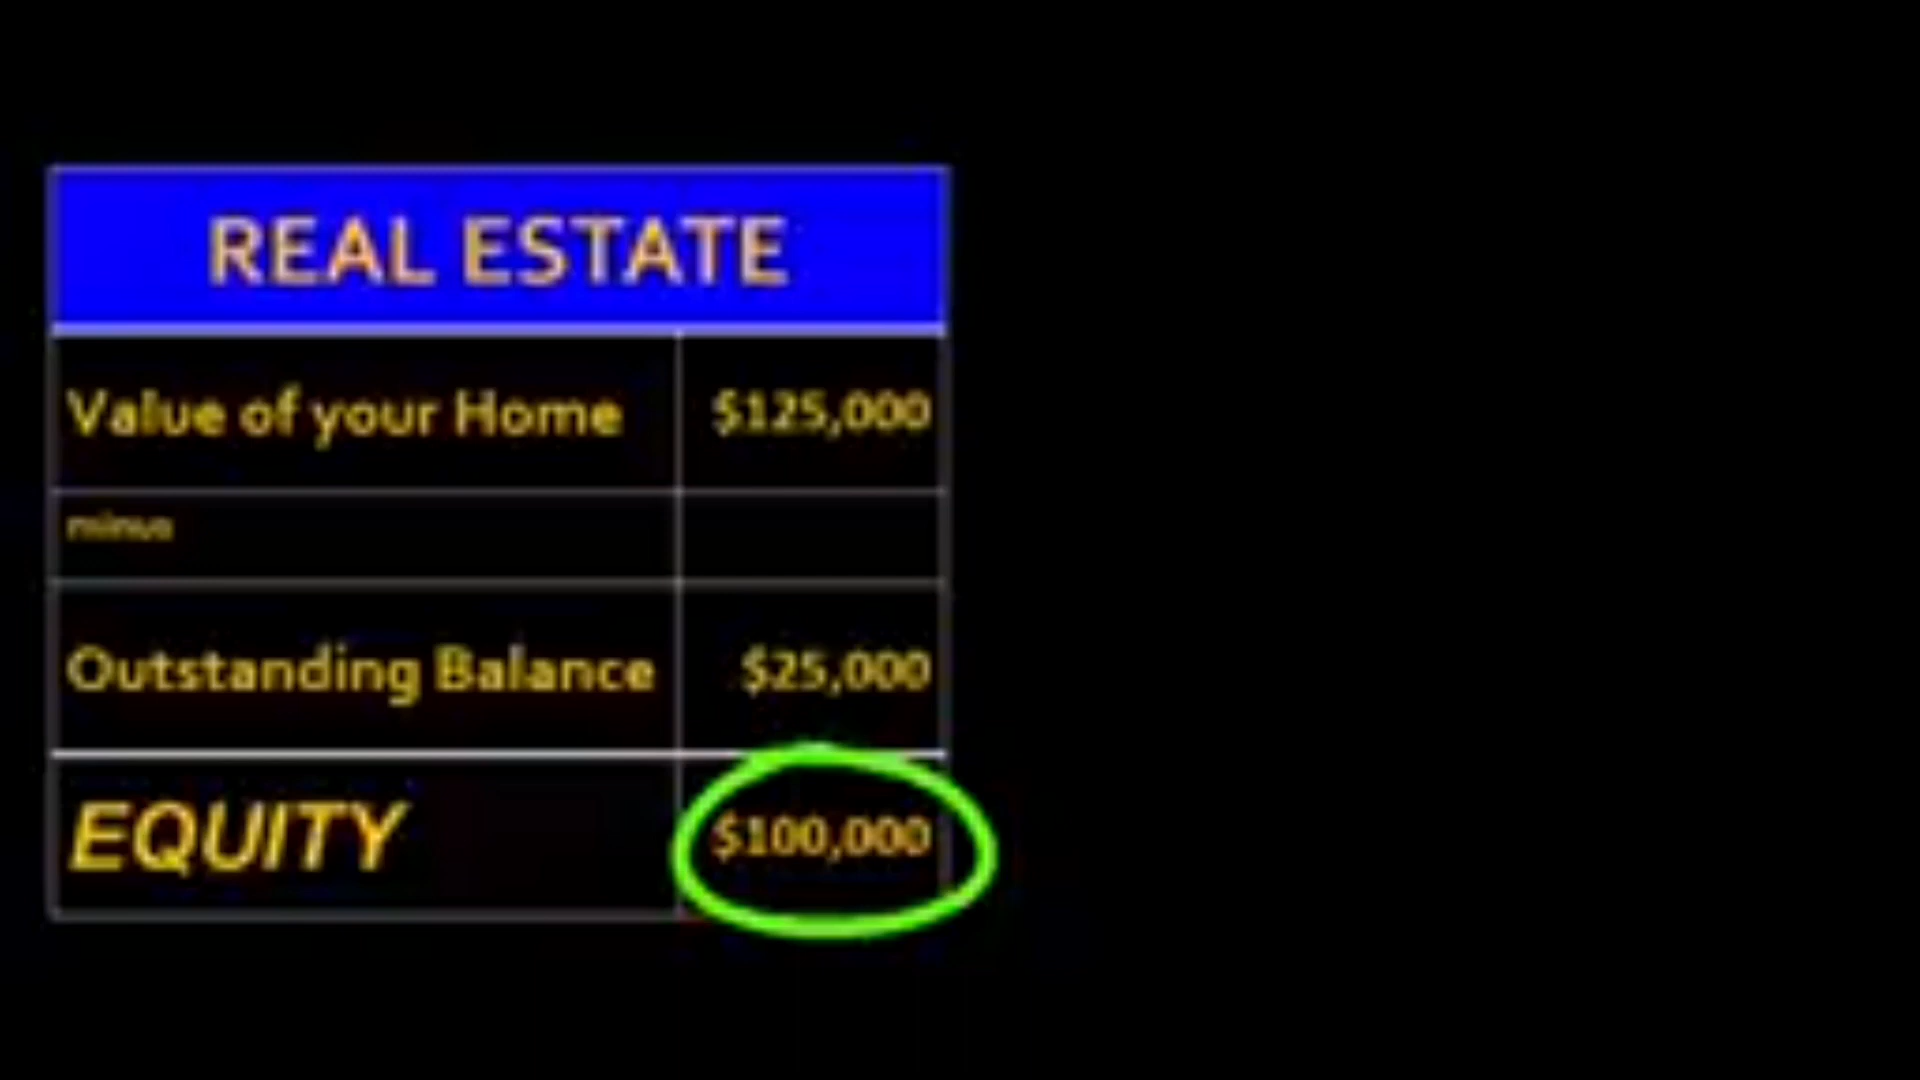 REAL ESTATE
Value of your Home $125,000
minus
Outstanding Balance $25,000
EQUITY $100,000